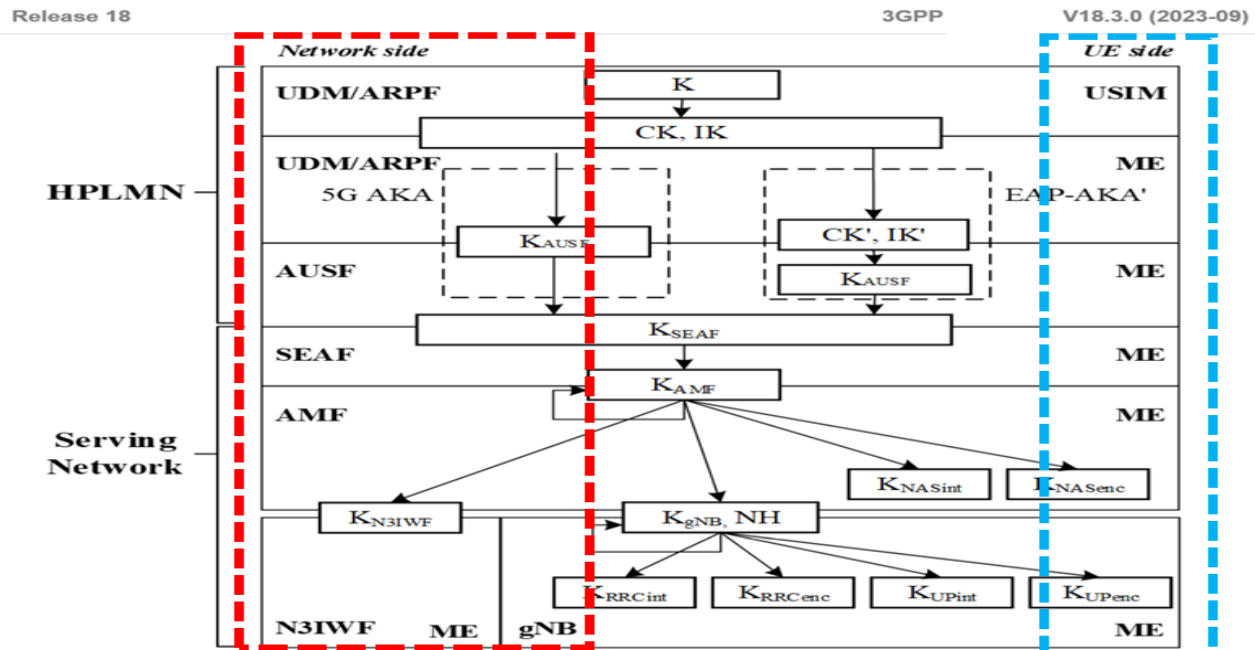 Release 18 3GPP V18.3.0 (2023-09)
Network side UE side
UDM/ARPF K USIM
CK, IK
UDM/ARPF ME
HPLMN 5G AKA EAP-AKA'
KAUSF CK', IK'
AUSF KAUSF ME
KSEAF
SEAF ME
KAMF
AMF ME
Serving
Network
KNASint KNASenc
KN3IWF KgNB, NH
KRRCint KRRCenc KUPint KUPenc
N3IWF ME gNB ME